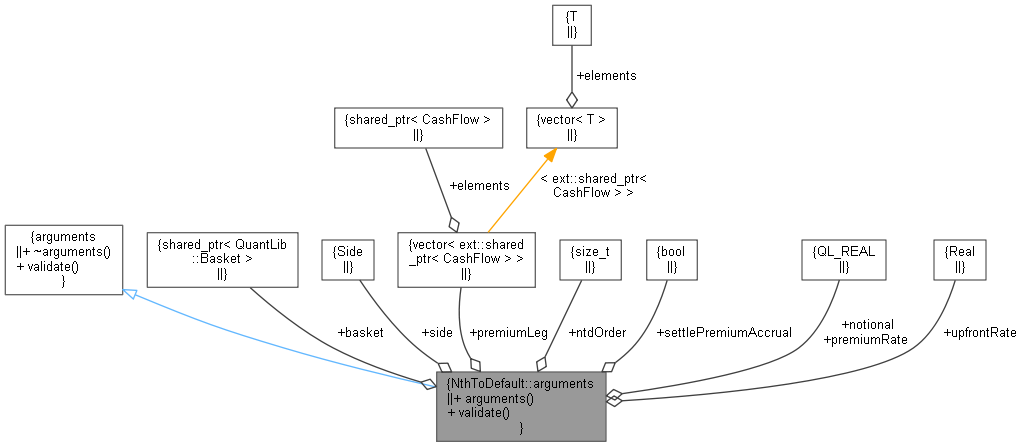 {T
||}
+elements
{shared_ptr< CashFlow >
||}
{vector< T >
||}
+elements
< ext::shared_ptr<
CashFlow > >
{arguments
||+ ~arguments()
+ validate()
}
{shared_ptr< QuantLib
::Basket >
||}
{Side
||}
{vector< ext::shared
_ptr< CashFlow > >
||}
{size_t
||}
{bool
||}
{QL_REAL
||}
{Real
||}
+basket
+side
+premiumLeg
+ntdOrder
+settlePremiumAccrual
+notional
+premiumRate
+upfrontRate
{NthToDefault::arguments
||+ arguments()
+ validate()
}